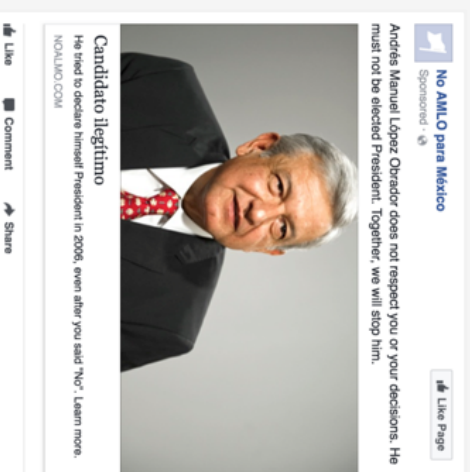 No AMLO para México
Sponsored ·
Like Page
Andrés Manuel López Obrador does not respect you or your decisions. He
must not be elected President. Together, we will stop him.
Candidato ilegítimo
He tried to declare himself President in 2006, even after you said "No". Learn more.
NOALMO.COM
Like Comment Share